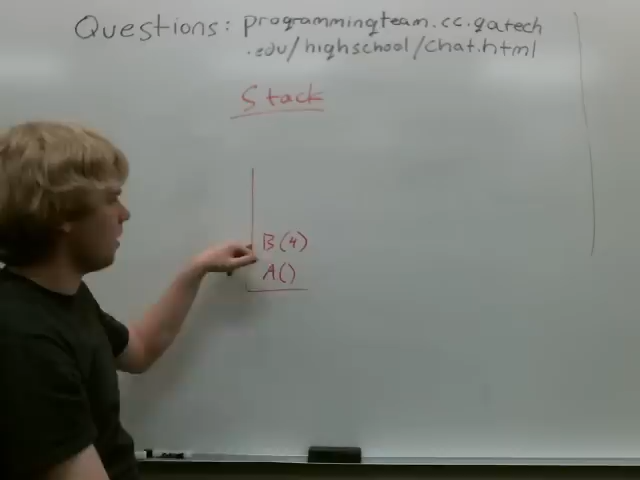 Questions: programmingteam.cc.gatech
.edu/highschool/chat.html
Stack
B(4)
A()